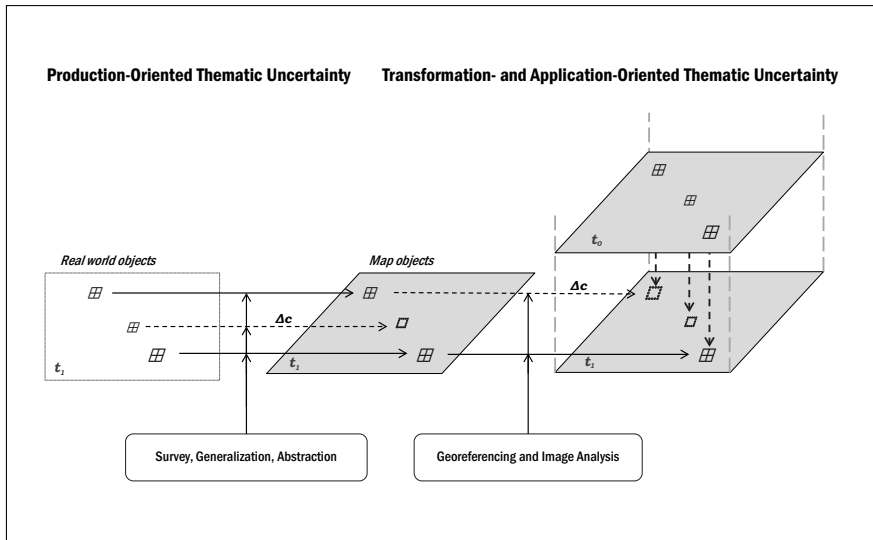 Production-Oriented Thematic Uncertainty
Transformation- and Application-Oriented Thematic Uncertainty
t₀
Real world objects
Map objects
Δc
Δc
t₁
t₁
t₁
Survey, Generalization, Abstraction
Georeferencing and Image Analysis